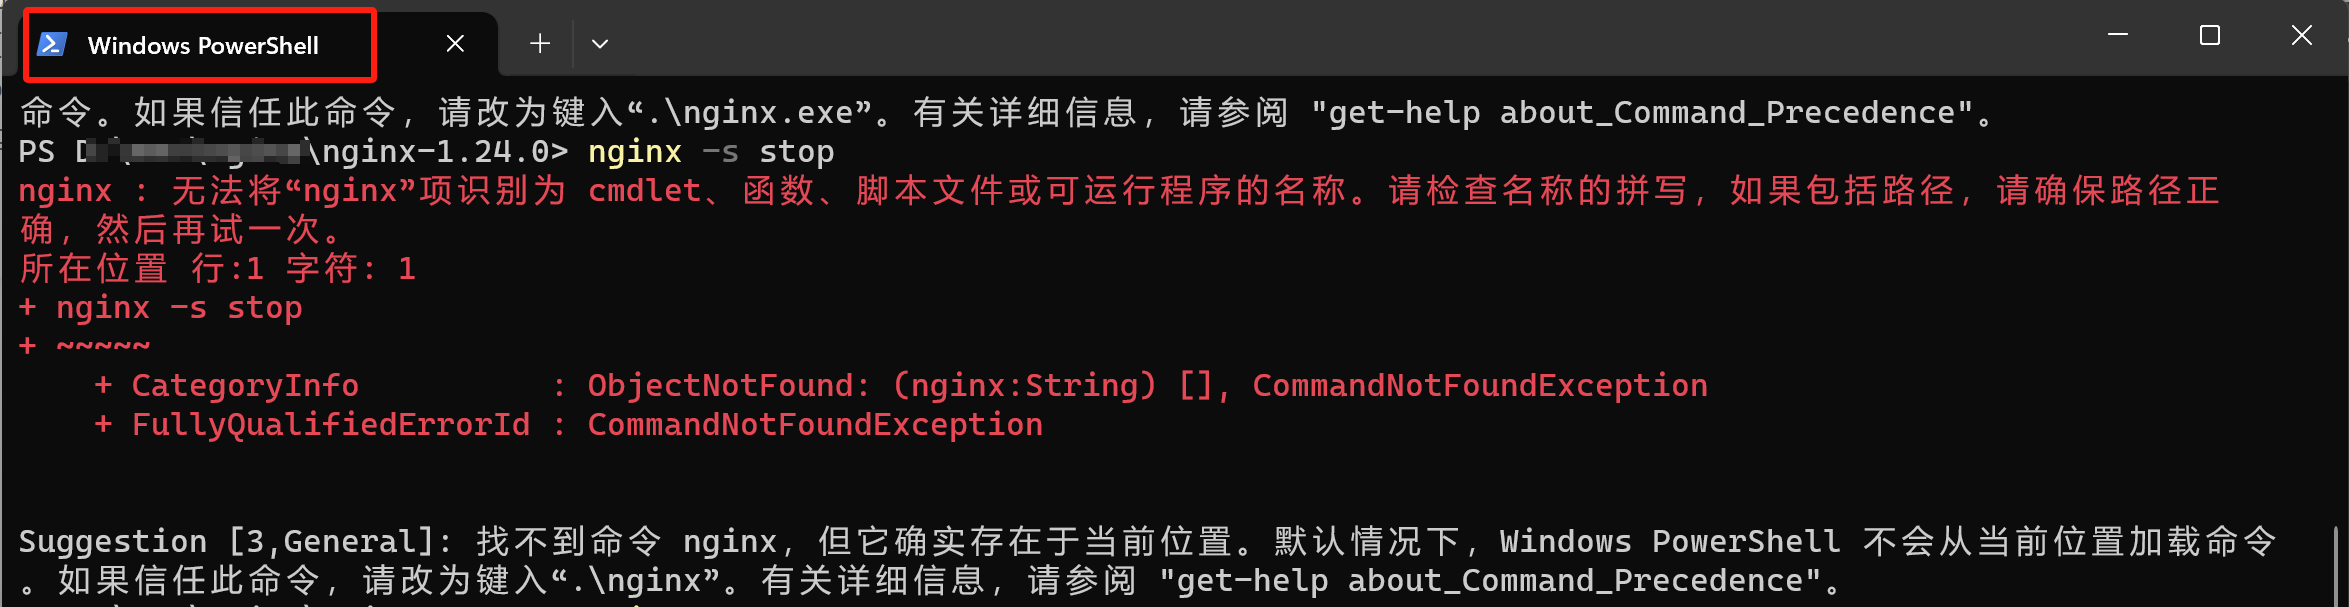 Windows PowerShell
命令。如果信任此命令，请改为键入“.\nginx.exe”。有关详细信息，请参阅 "get-help about_Command_Precedence"。
PS D \nginx-1.24.0> nginx -s stop
nginx : 无法将“nginx”项识别为 cmdlet、函数、脚本文件或可运行程序的名称。请检查名称的拼写，如果包括路径，请确保路径正
确，然后再试一次。
所在位置 行:1 字符: 1
+ nginx -s stop
+ ~~~~~
    + CategoryInfo          : ObjectNotFound: (nginx:String) [], CommandNotFoundException
    + FullyQualifiedErrorId : CommandNotFoundException
Suggestion [3,General]: 找不到命令 nginx，但它确实存在于当前位置。默认情况下，Windows PowerShell 不会从当前位置加载命令
。如果信任此命令，请改为键入“.\nginx”。有关详细信息，请参阅 "get-help about_Command_Precedence"。